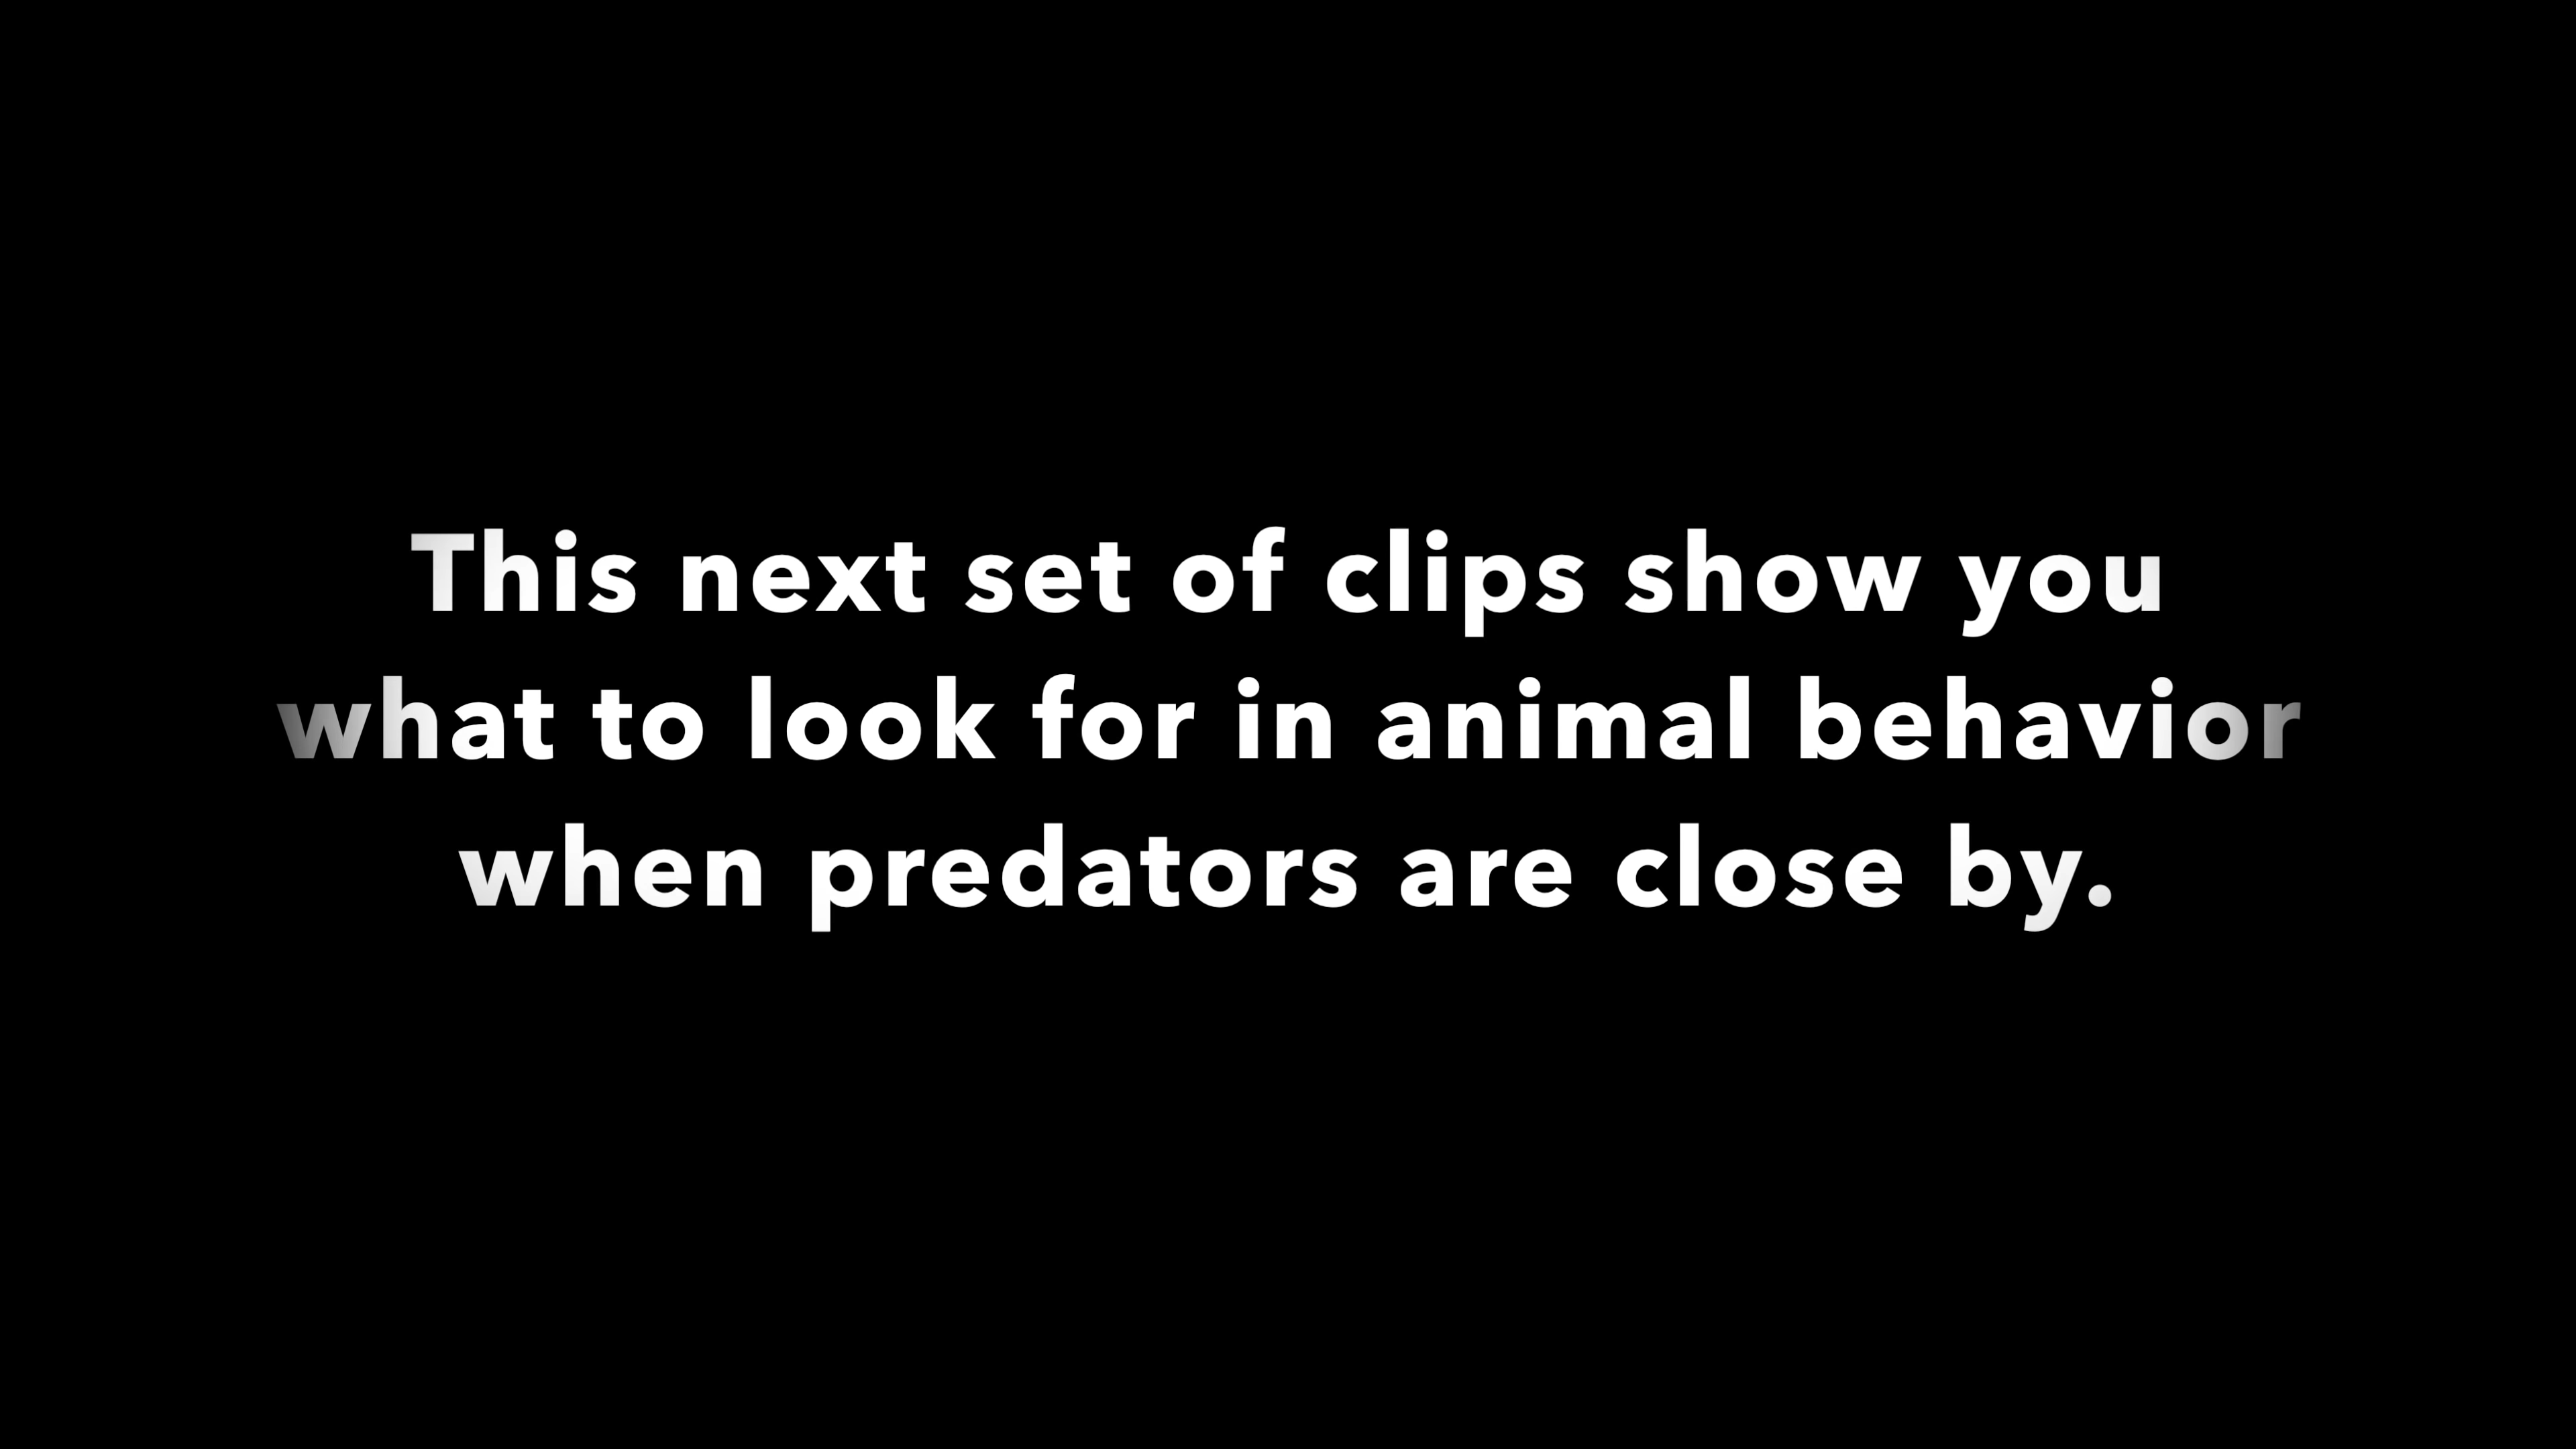 This next set of clips show you
what to look for in animal behavior
when predators are close by.